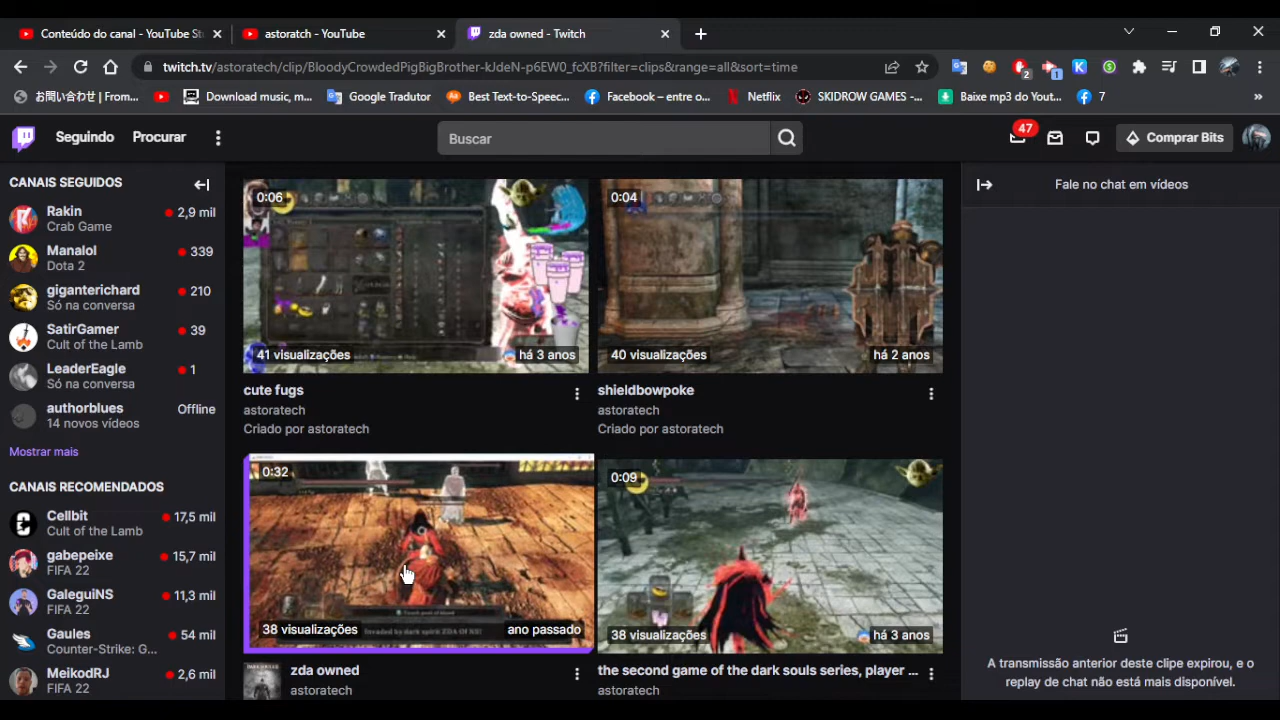 Conteúdo do canal - YouTube St
astoratch - YouTube
zda owned - Twitch
twitch.tv/astoratech/clip/BloodyCrowdedPigBigBrother-kJdeN-p6EW0_fcXB?filter=clips&range=all&sort=time
お問い合わせ | From...
Download music, m...
Google Tradutor
Best Text-to-Speec...
Facebook – entre o...
Netflix
SKIDROW GAMES -...
Baixe mp3 do Yout...
7
Seguindo
Procurar
Buscar
47
Comprar Bits
CANAIS SEGUIDOS
Rakin
2,9 mil
Crab Game
Manalol
339
Dota 2
giganterichard
210
Só na conversa
SatirGamer
39
Cult of the Lamb
LeaderEagle
1
Só na conversa
authorblues
Offline
14 novos vídeos
Mostrar mais
CANAIS RECOMENDADOS
Cellbit
17,5 mil
Cult of the Lamb
gabepeixe
15,7 mil
FIFA 22
GaleguiNS
11,3 mil
FIFA 22
Gaules
54 mil
Counter-Strike: G...
MeikodRJ
2,6 mil
FIFA 22
0:06
41 visualizações
há 3 anos
cute fugs
astoratech
Criado por astoratech
0:04
40 visualizações
há 2 anos
shieldbowpoke
astoratech
Criado por astoratech
0:32
Invaded by dark spirit ZDA OF NS!
38 visualizações
ano passado
zda owned
astoratech
0:09
38 visualizações
há 3 anos
the second game of the dark souls series, player ...
astoratech
Fale no chat em vídeos
A transmissão anterior deste clipe expirou, e o
replay de chat não está mais disponível.